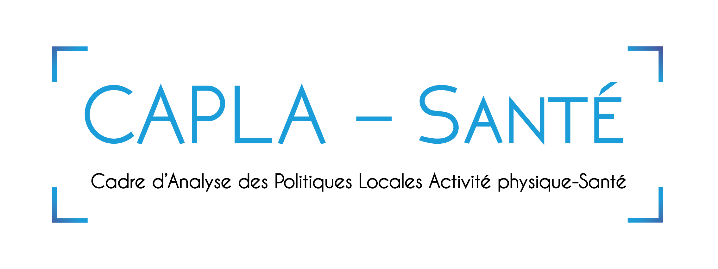 CAPLA – SANTÉ
Cadre d'Analyse des Politiques Locales Activité physique-Santé